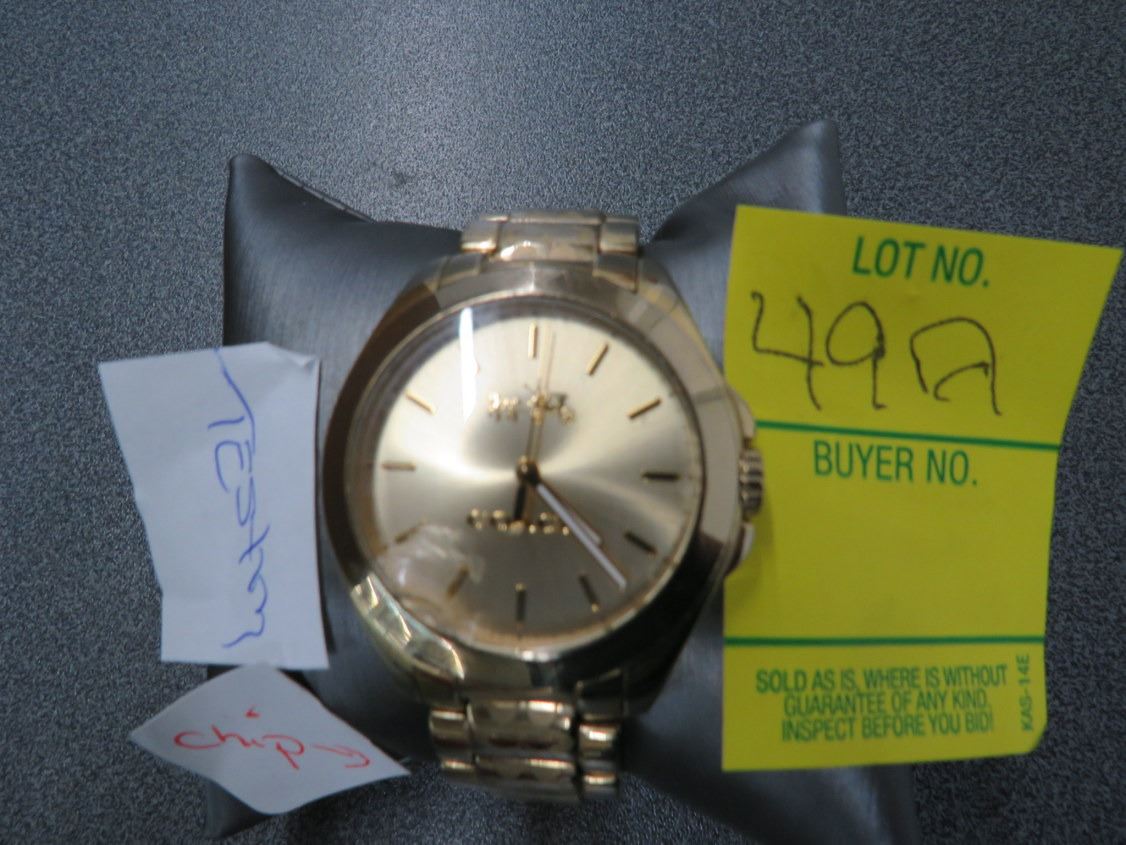 LOT NO.
49A
BUYER NO.
SOLD AS IS, WHERE IS WITHOUT
GUARANTEE OF ANY KIND.
INSPECT BEFORE YOU BID!
KAS-14E
chip →
COACH